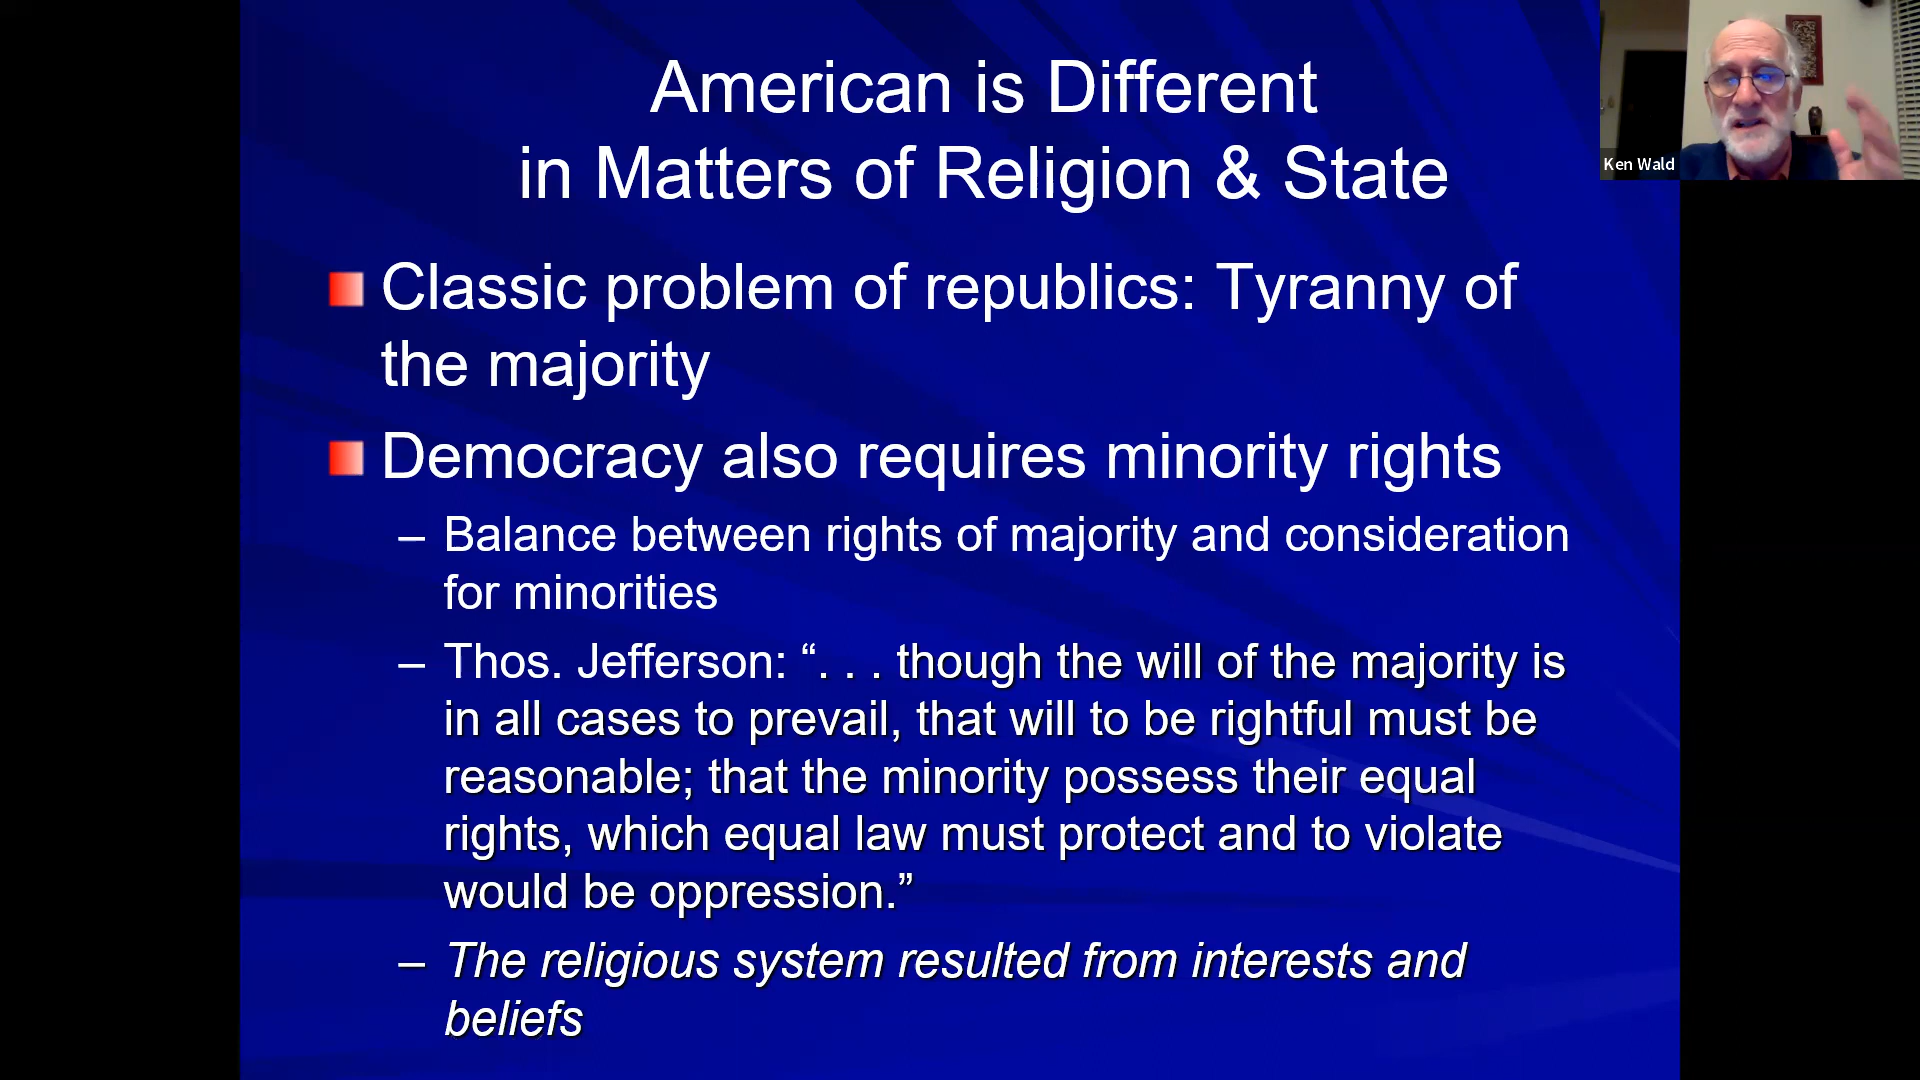 American is Different
in Matters of Religion & State
Ken Wald
Classic problem of republics: Tyranny of
the majority
Democracy also requires minority rights
– Balance between rights of majority and consideration
for minorities
– Thos. Jefferson: “. . . though the will of the majority is
in all cases to prevail, that will to be rightful must be
reasonable; that the minority possess their equal
rights, which equal law must protect and to violate
would be oppression.”
– The religious system resulted from interests and
beliefs